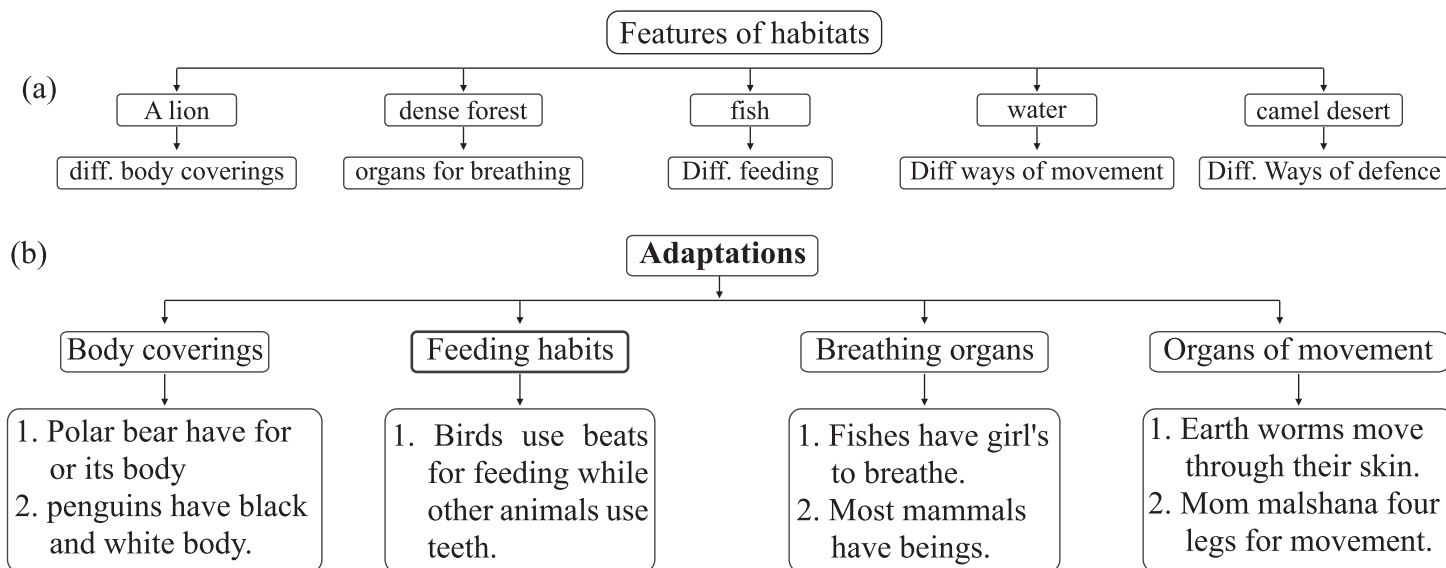 Features of habitats
(a)
A lion
dense forest
fish
water
camel desert
diff. body coverings
organs for breathing
Diff. feeding
Diff ways of movement
Diff. Ways of defence
(b)
Adaptations
Body coverings
Feeding habits
Breathing organs
Organs of movement
1. Polar bear have for
or its body
2. penguins have black
and white body.
1. Birds use beats
for feeding while
other animals use
teeth.
1. Fishes have girl's
to breathe.
2. Most mammals
have beings.
1. Earth worms move
through their skin.
2. Mom malshana four
legs for movement.